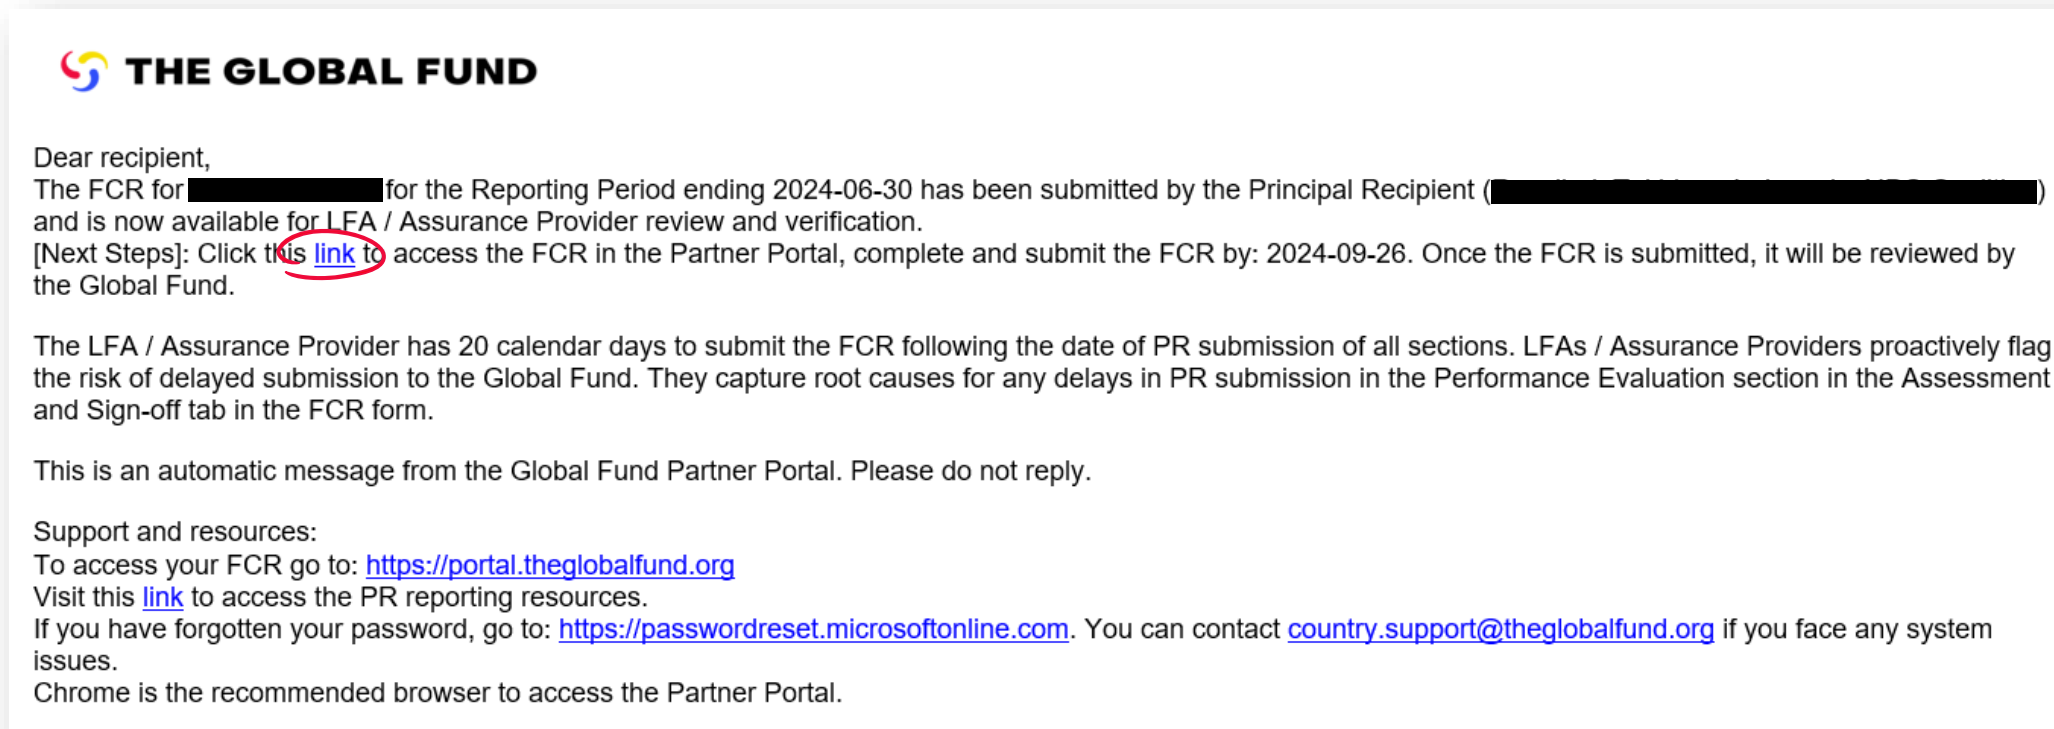 THE GLOBAL FUND
Dear recipient,
The FCR for for the Reporting Period ending 2024-06-30 has been submitted by the Principal Recipient ( )
and is now available for LFA / Assurance Provider review and verification.
[Next Steps]: Click this link to access the FCR in the Partner Portal, complete and submit the FCR by: 2024-09-26. Once the FCR is submitted, it will be reviewed by
the Global Fund.
The LFA / Assurance Provider has 20 calendar days to submit the FCR following the date of PR submission of all sections. LFAs / Assurance Providers proactively flag
the risk of delayed submission to the Global Fund. They capture root causes for any delays in PR submission in the Performance Evaluation section in the Assessment
and Sign-off tab in the FCR form.
This is an automatic message from the Global Fund Partner Portal. Please do not reply.
Support and resources:
To access your FCR go to: https://portal.theglobalfund.org
Visit this link to access the PR reporting resources.
If you have forgotten your password, go to: https://passwordreset.microsoftonline.com. You can contact country.support@theglobalfund.org if you face any system
issues.
Chrome is the recommended browser to access the Partner Portal.